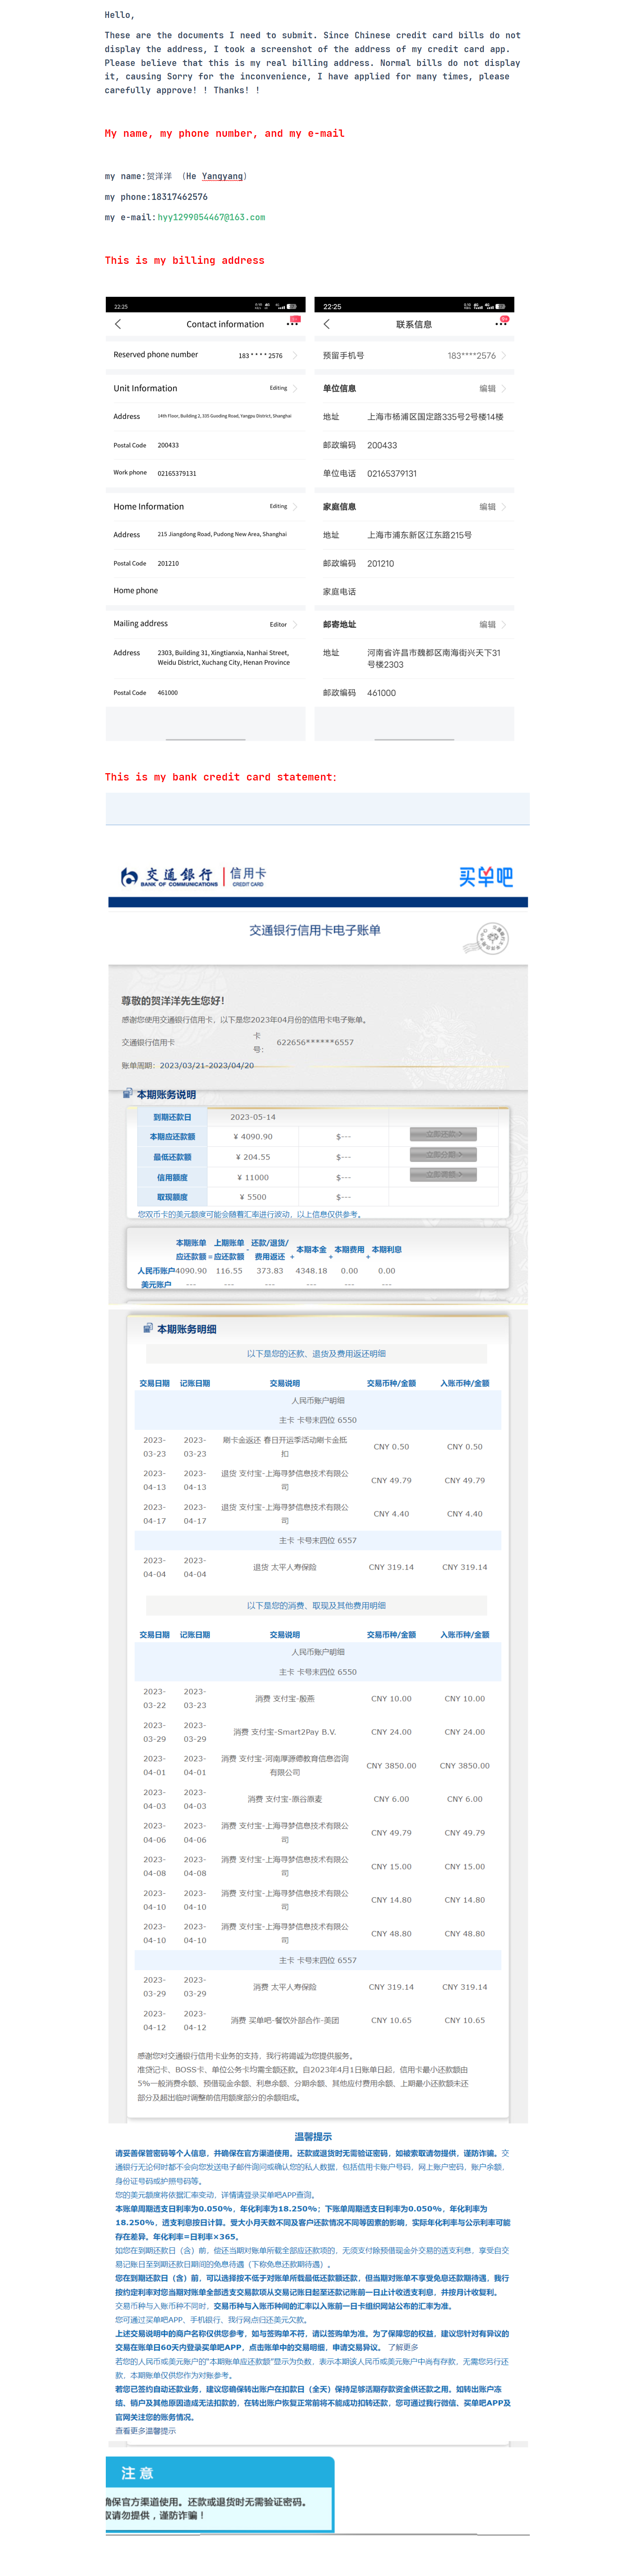 Hello,
These are the documents I need to submit. Since Chinese credit card bills do not
display the address, I took a screenshot of the address of my credit card app.
Please believe that this is my real billing address. Normal bills do not display
it, causing Sorry for the inconvenience, I have applied for many times, please
carefully approve! ! Thanks! !
My name, my phone number, and my e-mail
my name:贺洋洋 （He Yangyang）
my phone:18317462576
my e-mail:hyy1299054467@163.com
This is my billing address
22:25
Contact information
Reserved phone number 183 * * * * 2576
Unit Information Editing
Address 14th Floor, Building 2, 335 Guoding Road, Yangpu District, Shanghai
Postal Code 200433
Work phone 02165379131
Home Information Editing
Address 215 Jiangdong Road, Pudong New Area, Shanghai
Postal Code 201210
Home phone
Mailing address Editor
Address 2303, Building 31, Xingtianxia, Nanhai Street,
Weidu District, Xuchang City, Henan Province
Postal Code 461000
22:25
联系信息
预留手机号 183****2576
单位信息 编辑
地址 上海市杨浦区国定路335号2号楼14楼
邮政编码 200433
单位电话 02165379131
家庭信息 编辑
地址 上海市浦东新区江东路215号
邮政编码 201210
家庭电话
邮寄地址 编辑
地址 河南省许昌市魏都区南海街兴天下31
号楼2303
邮政编码 461000
This is my bank credit card statement:
交通银行 信用卡
BANK OF COMMUNICATIONS CREDIT CARD
买单吧
交通银行信用卡电子账单
尊敬的贺洋洋先生您好!
感谢您使用交通银行信用卡，以下是您2023年04月份的信用卡电子账单。
交通银行信用卡 卡号: 622656******6557
账单周期：2023/03/21-2023/04/20
本期账务说明
到期还款日 2023-05-14
本期应还款额 ¥ 4090.90 $---
最低还款额 ¥ 204.55 $---
信用额度 ¥ 11000 $---
取现额度 ¥ 5500 $---
您双币卡的美元额度可能会随着汇率进行波动，以上信息仅供参考。
本期账单 上期账单 还款/退货/ 本期本金 本期费用 本期利息
应还款额 = 应还款额 - 费用返还 + + +
人民币账户 4090.90 116.55 373.83 4348.18 0.00 0.00
美元账户 --- --- --- --- --- ---
本期账务明细
以下是您的还款、退货及费用返还明细
交易日期 记账日期 交易说明 交易币种/金额 入账币种/金额
人民币账户明细
主卡 卡号末四位 6550
2023-03-23 2023-03-23 刷卡金返还 春日开运季活动刷卡金抵扣 CNY 0.50 CNY 0.50
2023-04-13 2023-04-13 退货 支付宝-上海寻梦信息技术有限公司 CNY 49.79 CNY 49.79
2023-04-17 2023-04-17 退货 支付宝-上海寻梦信息技术有限公司 CNY 4.40 CNY 4.40
主卡 卡号末四位 6557
2023-04-04 2023-04-04 退货 太平人寿保险 CNY 319.14 CNY 319.14
以下是您的消费、取现及其他费用明细
交易日期 记账日期 交易说明 交易币种/金额 入账币种/金额
人民币账户明细
主卡 卡号末四位 6550
2023-03-22 2023-03-23 消费 支付宝-殷燕 CNY 10.00 CNY 10.00
2023-03-29 2023-03-29 消费 支付宝-Smart2Pay B.V. CNY 24.00 CNY 24.00
2023-04-01 2023-04-01 消费 支付宝-河南厚源德教育信息咨询有限公司 CNY 3850.00 CNY 3850.00
2023-04-03 2023-04-03 消费 支付宝-原谷原麦 CNY 6.00 CNY 6.00
2023-04-06 2023-04-06 消费 支付宝-上海寻梦信息技术有限公司 CNY 49.79 CNY 49.79
2023-04-08 2023-04-08 消费 支付宝-上海寻梦信息技术有限公司 CNY 15.00 CNY 15.00
2023-04-10 2023-04-10 消费 支付宝-上海寻梦信息技术有限公司 CNY 14.80 CNY 14.80
2023-04-10 2023-04-10 消费 支付宝-上海寻梦信息技术有限公司 CNY 48.80 CNY 48.80
主卡 卡号末四位 6557
2023-03-29 2023-03-29 消费 太平人寿保险 CNY 319.14 CNY 319.14
2023-04-12 2023-04-12 消费 买单吧-餐饮外部合作-美团 CNY 10.65 CNY 10.65
感谢您对交通银行信用卡业务的支持，我行将竭诚为您提供服务。
准贷记卡、BOSS卡、单位公务卡均需全额还款。自2023年4月1日账单日起，信用卡最小还款额由
5%一般消费余额、预借现金余额、利息余额、分期余额、其他应付费用余额、上期最小还款额未还
部分及超出临时调整前信用额度部分的余额组成。
温馨提示
请妥善保管密码等个人信息，并确保在官方渠道使用。还款或退货时无需验证密码，如被索取请勿提供，谨防诈骗。交
通银行无论何时都不会向您发送电子邮件询问或确认您的私人数据，包括信用卡账户号码，网上账户密码，账户余额，
身份证号码或护照号码等。
您的美元额度将依据汇率变动，详情请登录买单吧APP查询。
本账单周期透支日利率为0.050%，年化利率为18.250%；下账单周期透支日利率为0.050%，年化利率为
18.250%，透支利息按日计算。受大小月天数不同及客户还款情况不同等因素的影响，实际年化利率与公示利率可能
存在差异。年化利率=日利率×365。
如您在到期还款日（含）前，偿还当期对账单所载全部应还款项的，无须支付除预借现金外交易的透支利息，享受自交
易记账日至到期还款日期间的免息待遇（下称免息还款期待遇）。
您在到期还款日（含）前，可以选择按不低于对账单所载最低还款额还款，但当期对账单不享受免息还款期待遇，我行
按约定利率对您当期对账单全部透支交易款项从交易记账日起至还款记账前一日止计收透支利息，并按月计收复利。
交易币种与入账币种不同时，交易币种与入账币种间的汇率以入账前一日卡组织网站公布的汇率为准。
您可通过买单吧APP、手机银行、我行网点归还美元欠款。
上述交易说明中的商户名称仅供您参考，如与签购单不符，请以签购单为准。为了保障您的权益，建议您针对有异议的
交易在账单日60天内登录买单吧APP，点击账单中的交易明细，申请交易异议。 了解更多
若您的人民币或美元账户的"本期账单应还款额"显示为负数，表示本期该人民币或美元账户中尚有存款，无需您另行还
款，本期账单仅供您作为对账参考。
若您已签约自动还款业务，建议您确保转出账户在扣款日（全天）保持足够活期存款资金供还款之用。如转出账户冻
结、销户及其他原因造成无法扣款的，在转出账户恢复正常前将不能成功扣转还款，您可通过我行微信、买单吧APP及
官网关注您的账务情况。
查看更多温馨提示
注 意
确保官方渠道使用。还款或退货时无需验证密码。
取请勿提供，谨防诈骗！